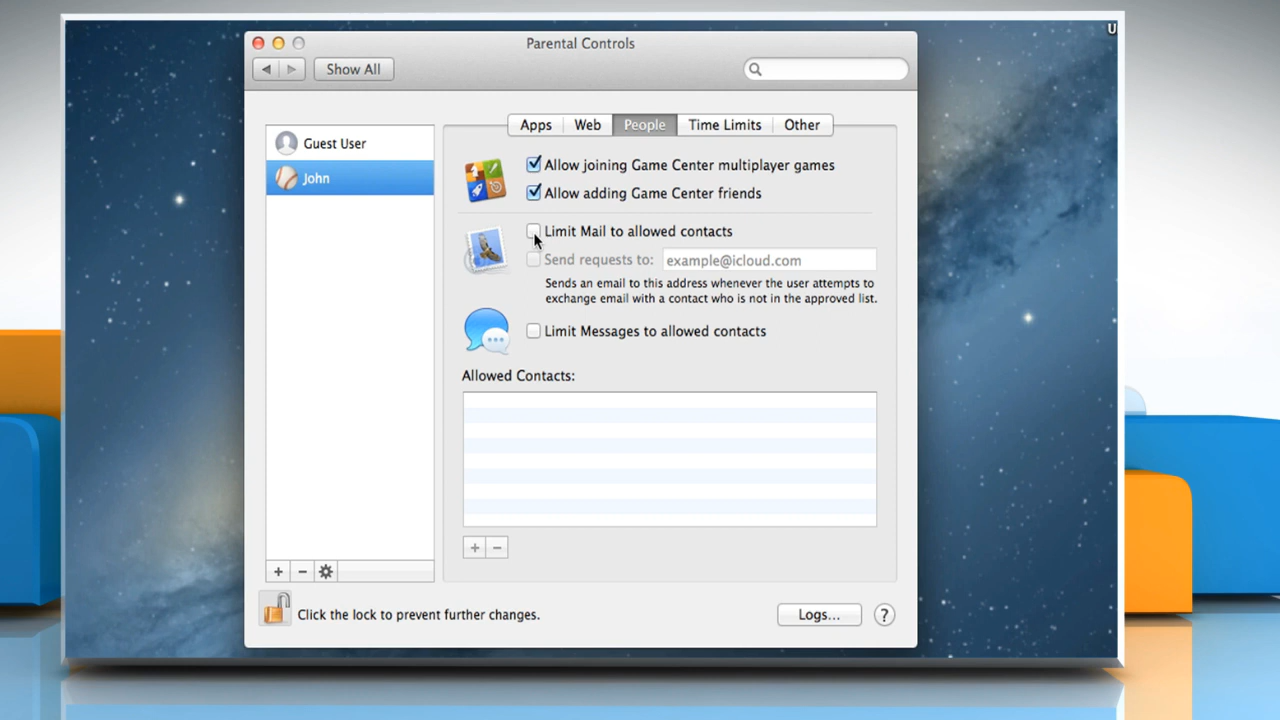 U
Parental Controls
Show All
Apps Web People Time Limits Other
Guest User
John
Allow joining Game Center multiplayer games
Allow adding Game Center friends
Limit Mail to allowed contacts
Send requests to: example@icloud.com
Sends an email to this address whenever the user attempts to
exchange email with a contact who is not in the approved list.
Limit Messages to allowed contacts
Allowed Contacts:
+ −
+ −
Click the lock to prevent further changes.
Logs... ?